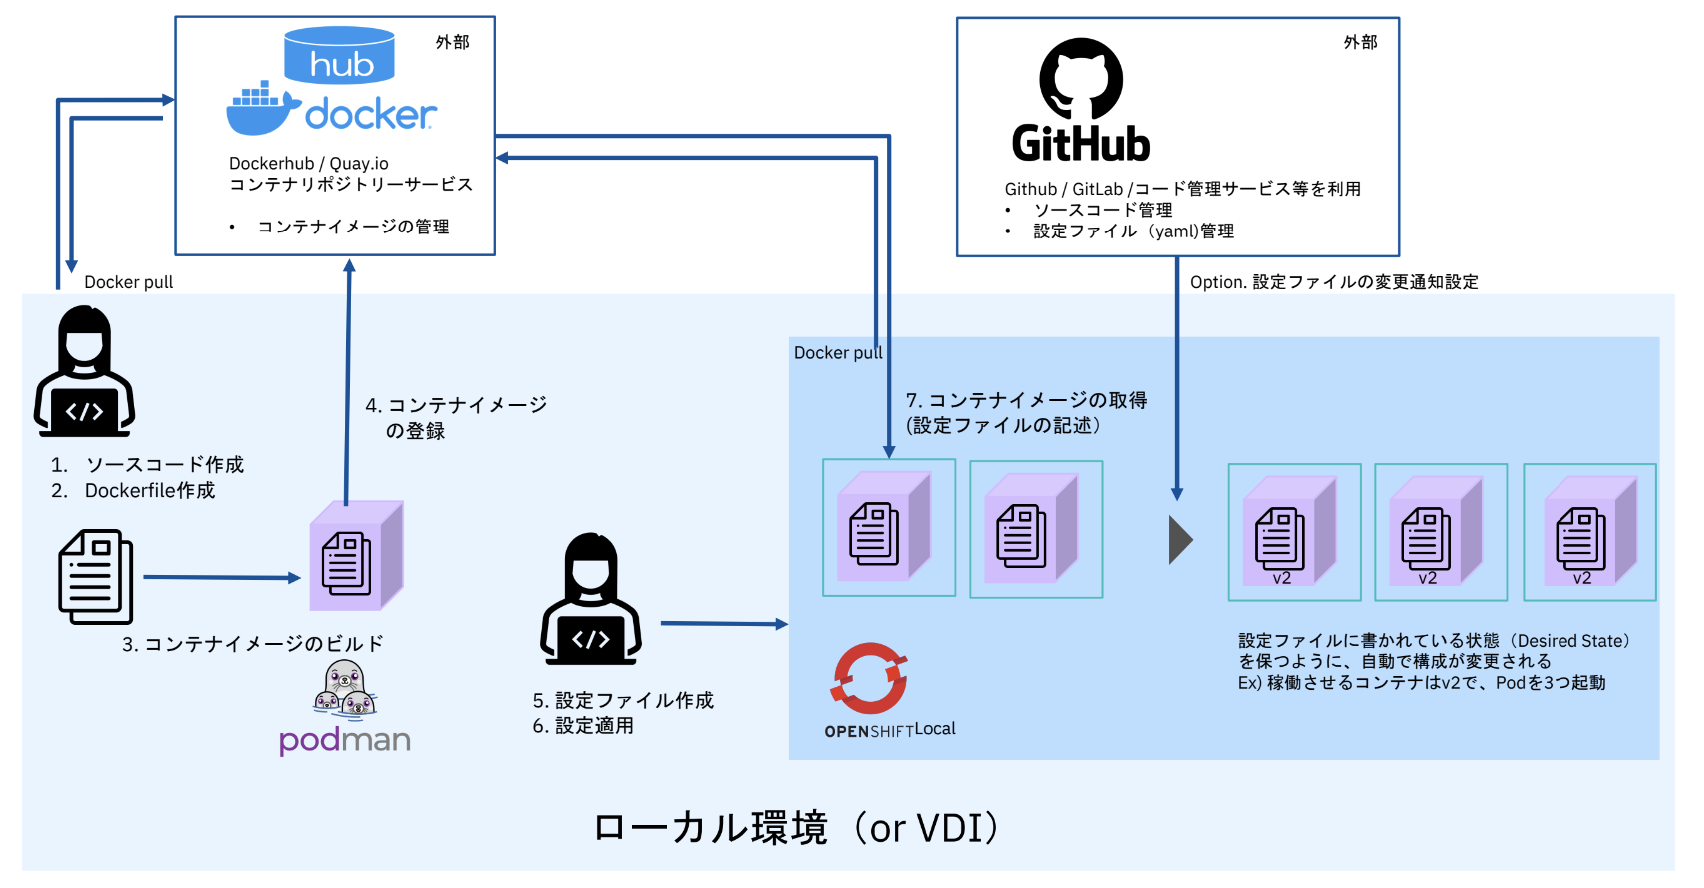 外部
hub
docker
Dockerhub / Quay.io
コンテナリポジトリーサービス
• コンテナイメージの管理
外部
GitHub
Github / GitLab /コード管理サービス等を利用
• ソースコード管理
• 設定ファイル（yaml)管理
Docker pull
Option. 設定ファイルの変更通知設定
</>
1. ソースコード作成
2. Dockerfile作成
4. コンテナイメージ
の登録
3. コンテナイメージのビルド
podman
</>
5. 設定ファイル作成
6. 設定適用
Docker pull
7. コンテナイメージの取得
(設定ファイルの記述）
v2
v2
v2
OPENSHIFTLocal
設定ファイルに書かれている状態（Desired State）
を保つように、自動で構成が変更される
Ex) 稼働させるコンテナはv2で、Podを3つ起動
ローカル環境（or VDI）